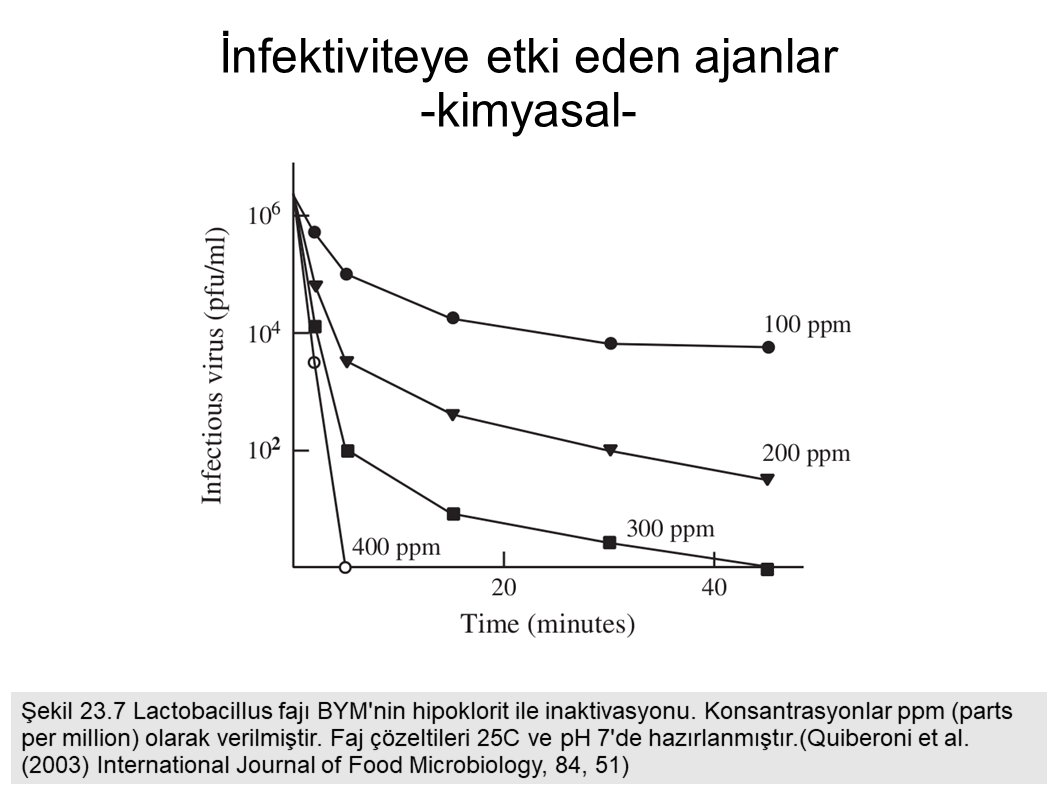 İnfektiviteye etki eden ajanlar
-kimyasal-
Infectious virus (pfu/ml)
10⁶
10⁴
10²
100 ppm
200 ppm
300 ppm
400 ppm
20
40
Time (minutes)
Şekil 23.7 Lactobacillus fajı BYM'nin hipoklorit ile inaktivasyonu. Konsantrasyonlar ppm (parts
per million) olarak verilmiştir. Faj çözeltileri 25C ve pH 7'de hazırlanmıştır.(Quiberoni et al.
(2003) International Journal of Food Microbiology, 84, 51)